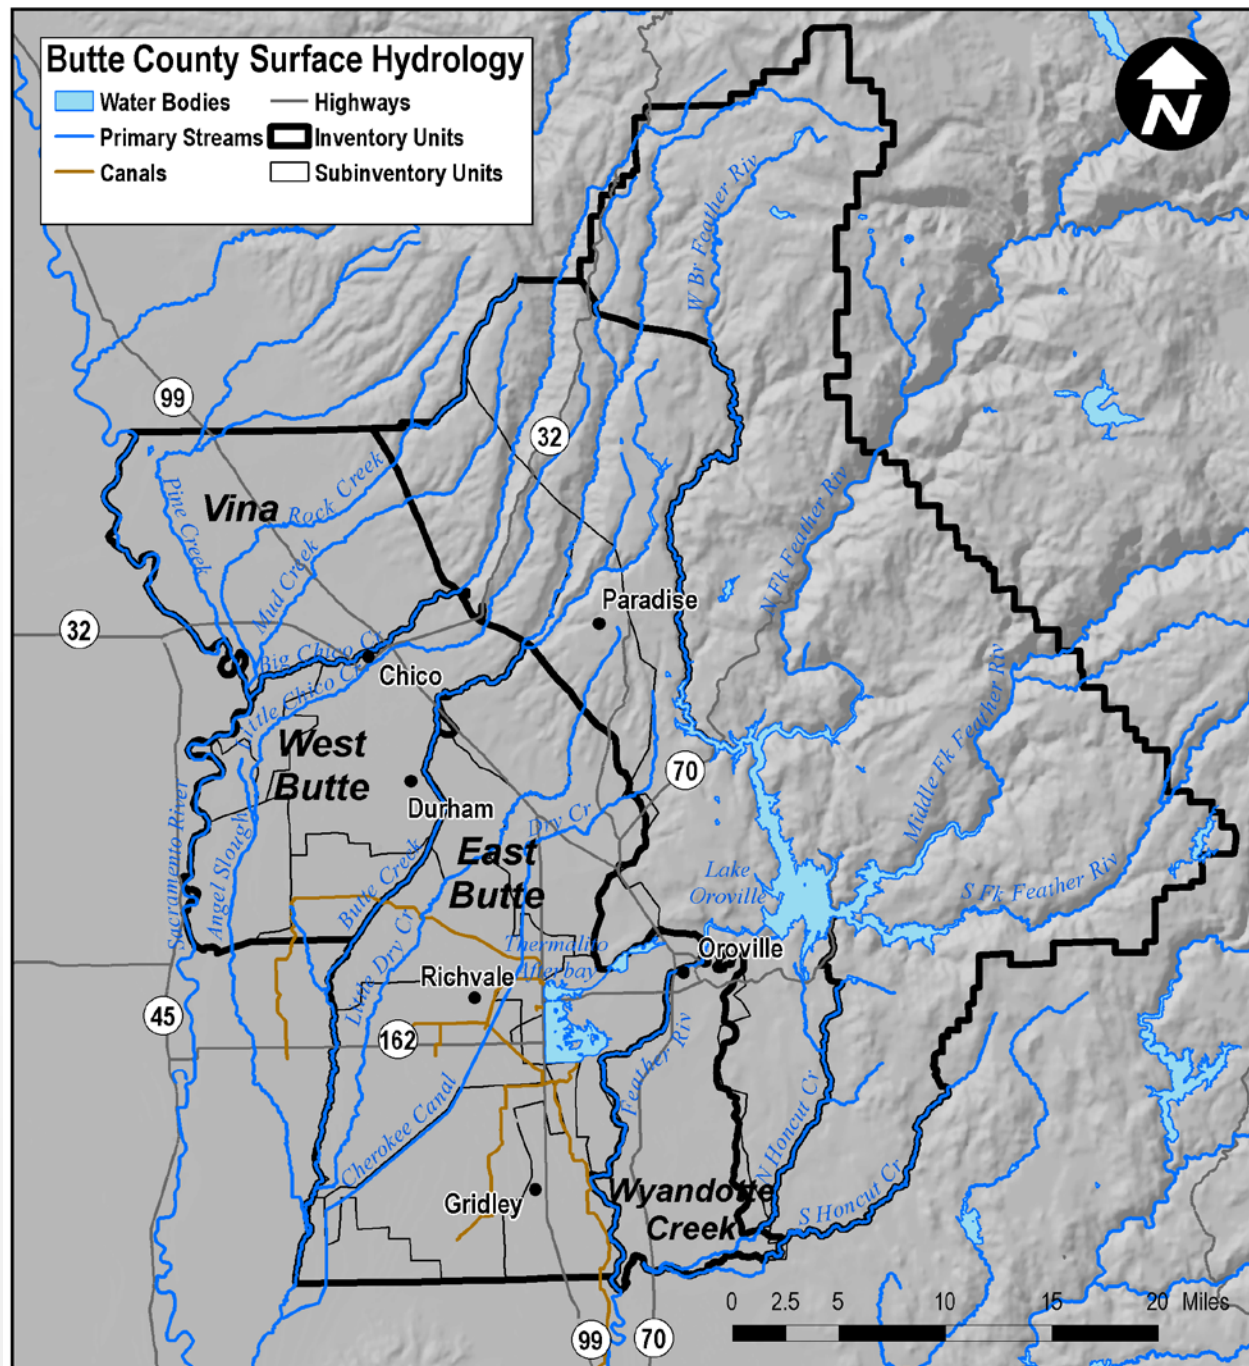 Butte County Surface Hydrology
Water Bodies
Highways
Primary Streams
Inventory Units
Canals
Subinventory Units
N
W Br Feather Riv
99
32
Pine Creek
Vina
Rock Creek
Mud Creek
N Fk Feather Riv
Paradise
32
Big Chico Cr
Chico
Little Chico Cr
West
Butte
Middle Fk Feather Riv
70
Durham
Sacramento River
Angel Slough
Dry Cr
East
Butte
Butte Creek
Lake
Oroville
S Fk Feather Riv
Little Dry Cr
Thermalito
Afterbay
Oroville
Richvale
45
162
Feather Riv
Cherokee Canal
N Honcut Cr
Gridley
Wyandotte
Creek
S Honcut Cr
0 2.5 5 10 15 20 Miles
99
70